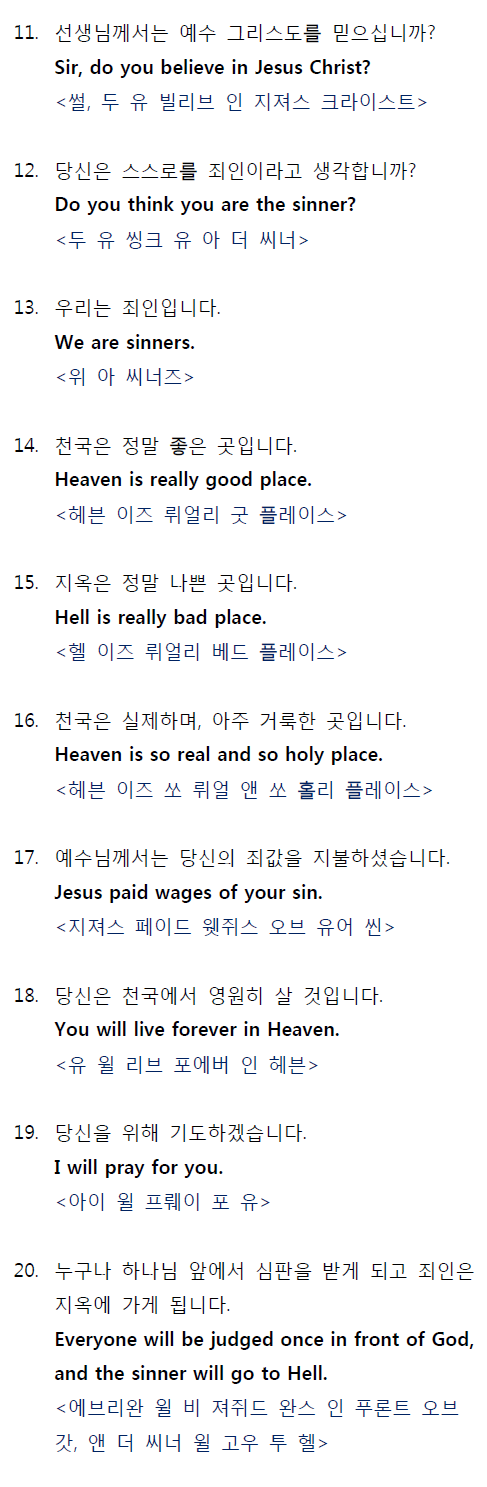 11. 선생님께서는 예수 그리스도를 믿으십니까?
Sir, do you believe in Jesus Christ?
<썰, 두 유 빌리브 인 지져스 크라이스트>
12. 당신은 스스로를 죄인이라고 생각합니까?
Do you think you are the sinner?
<두 유 씽크 유 아 더 씨너>
13. 우리는 죄인입니다.
We are sinners.
<위 아 씨너즈>
14. 천국은 정말 좋은 곳입니다.
Heaven is really good place.
<헤븐 이즈 뤼얼리 굿 플레이스>
15. 지옥은 정말 나쁜 곳입니다.
Hell is really bad place.
<헬 이즈 뤼얼리 베드 플레이스>
16. 천국은 실제하며, 아주 거룩한 곳입니다.
Heaven is so real and so holy place.
<헤븐 이즈 쏘 뤼얼 앤 쏘 홀리 플레이스>
17. 예수님께서는 당신의 죄값을 지불하셨습니다.
Jesus paid wages of your sin.
<지져스 페이드 웻쥐스 오브 유어 씬>
18. 당신은 천국에서 영원히 살 것입니다.
You will live forever in Heaven.
<유 윌 리브 포에버 인 헤븐>
19. 당신을 위해 기도하겠습니다.
I will pray for you.
<아이 윌 프뤠이 포 유>
20. 누구나 하나님 앞에서 심판을 받게 되고 죄인은
지옥에 가게 됩니다.
Everyone will be judged once in front of God,
and the sinner will go to Hell.
<에브리완 윌 비 져쥐드 완스 인 푸론트 오브
갓, 앤 더 씨너 윌 고우 투 헬>